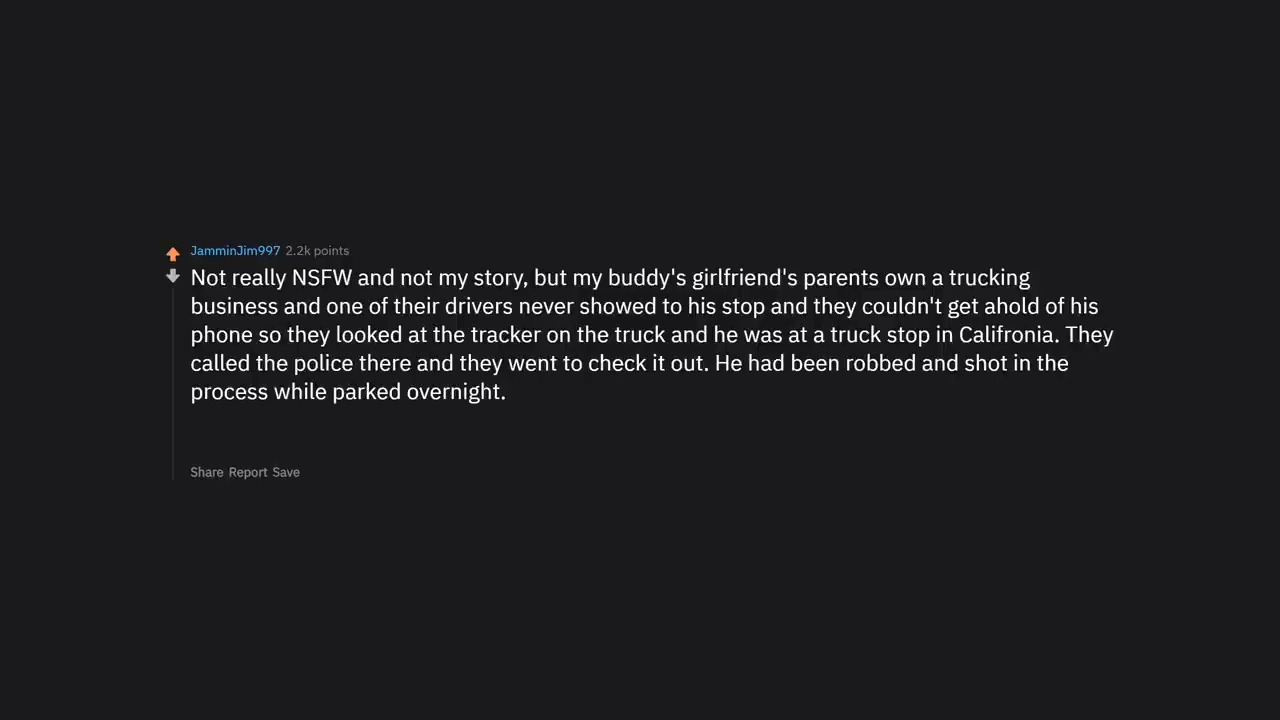 JamminJim997 2.2k points
Not really NSFW and not my story, but my buddy's girlfriend's parents own a trucking
business and one of their drivers never showed to his stop and they couldn't get ahold of his
phone so they looked at the tracker on the truck and he was at a truck stop in Califronia. They
called the police there and they went to check it out. He had been robbed and shot in the
process while parked overnight.
Share Report Save